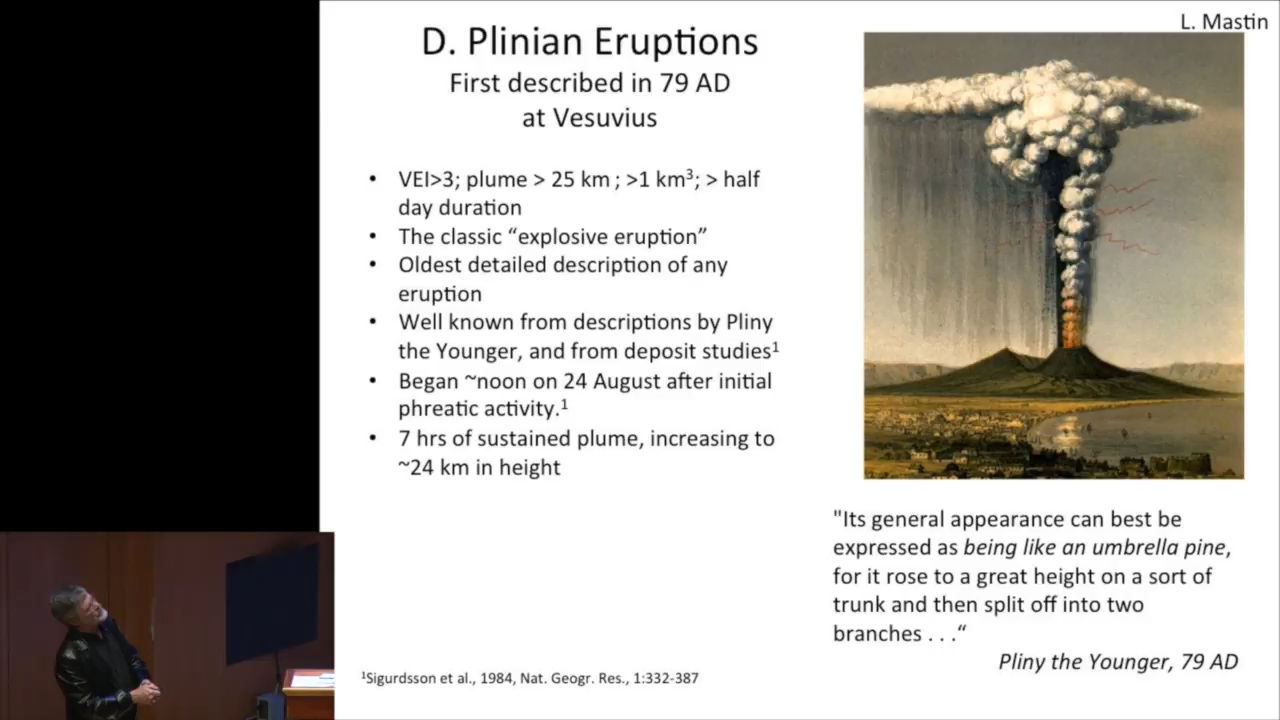 L. Mastin
D. Plinian Eruptions
First described in 79 AD
at Vesuvius
• VEI>3; plume > 25 km ; >1 km³; > half
day duration
• The classic “explosive eruption”
• Oldest detailed description of any
eruption
• Well known from descriptions by Pliny
the Younger, and from deposit studies¹
• Began ~noon on 24 August after initial
phreatic activity.¹
• 7 hrs of sustained plume, increasing to
~24 km in height
"Its general appearance can best be
expressed as being like an umbrella pine,
for it rose to a great height on a sort of
trunk and then split off into two
branches . . .“
Pliny the Younger, 79 AD
¹Sigurdsson et al., 1984, Nat. Geogr. Res., 1:332-387